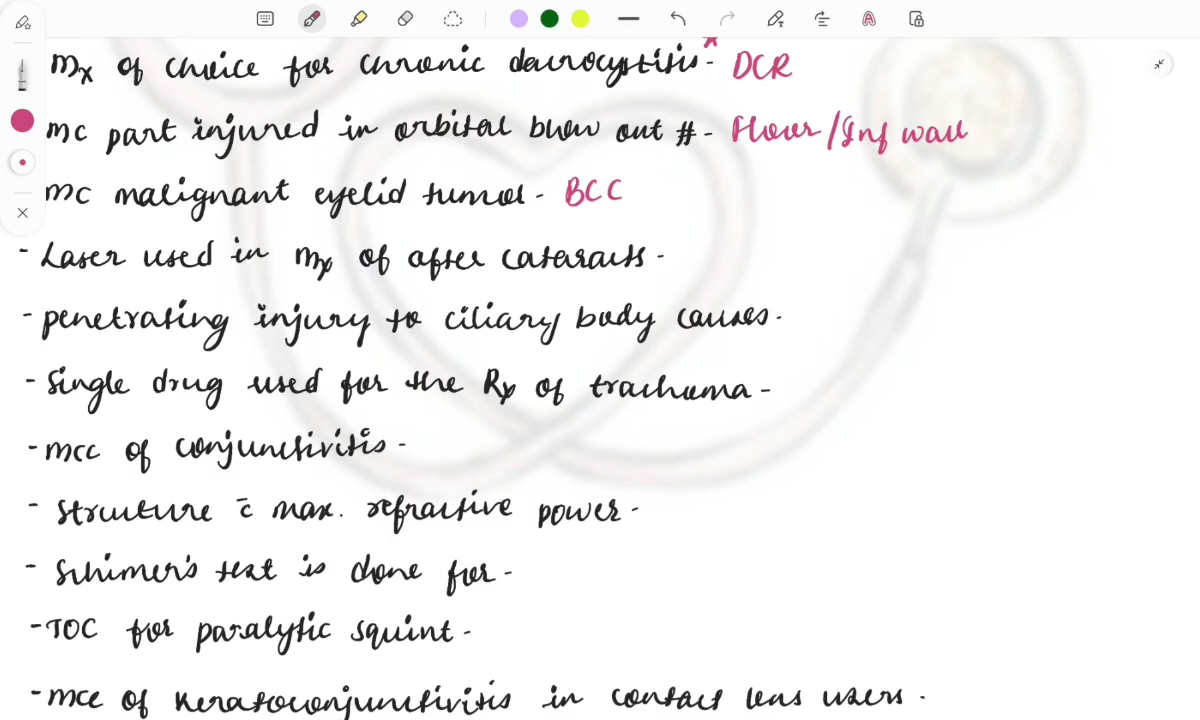 Mx of choice for chronic dacrocystitis - DCR
mc part injured in orbital blow out # - Floor/Inf wall
mc malignant eyelid tumor - BCC
- Laser used in Mx of after cataracts -
- penetrating injury to ciliary body causes -
- Single drug used for the Rx of trachoma -
- mcc of conjunctivitis -
- structure c̄ max. refractive power -
- Schimer's test is done for -
- TOC for paralytic squint -
- mcc of keratoconjunctivitis in contact lens users -